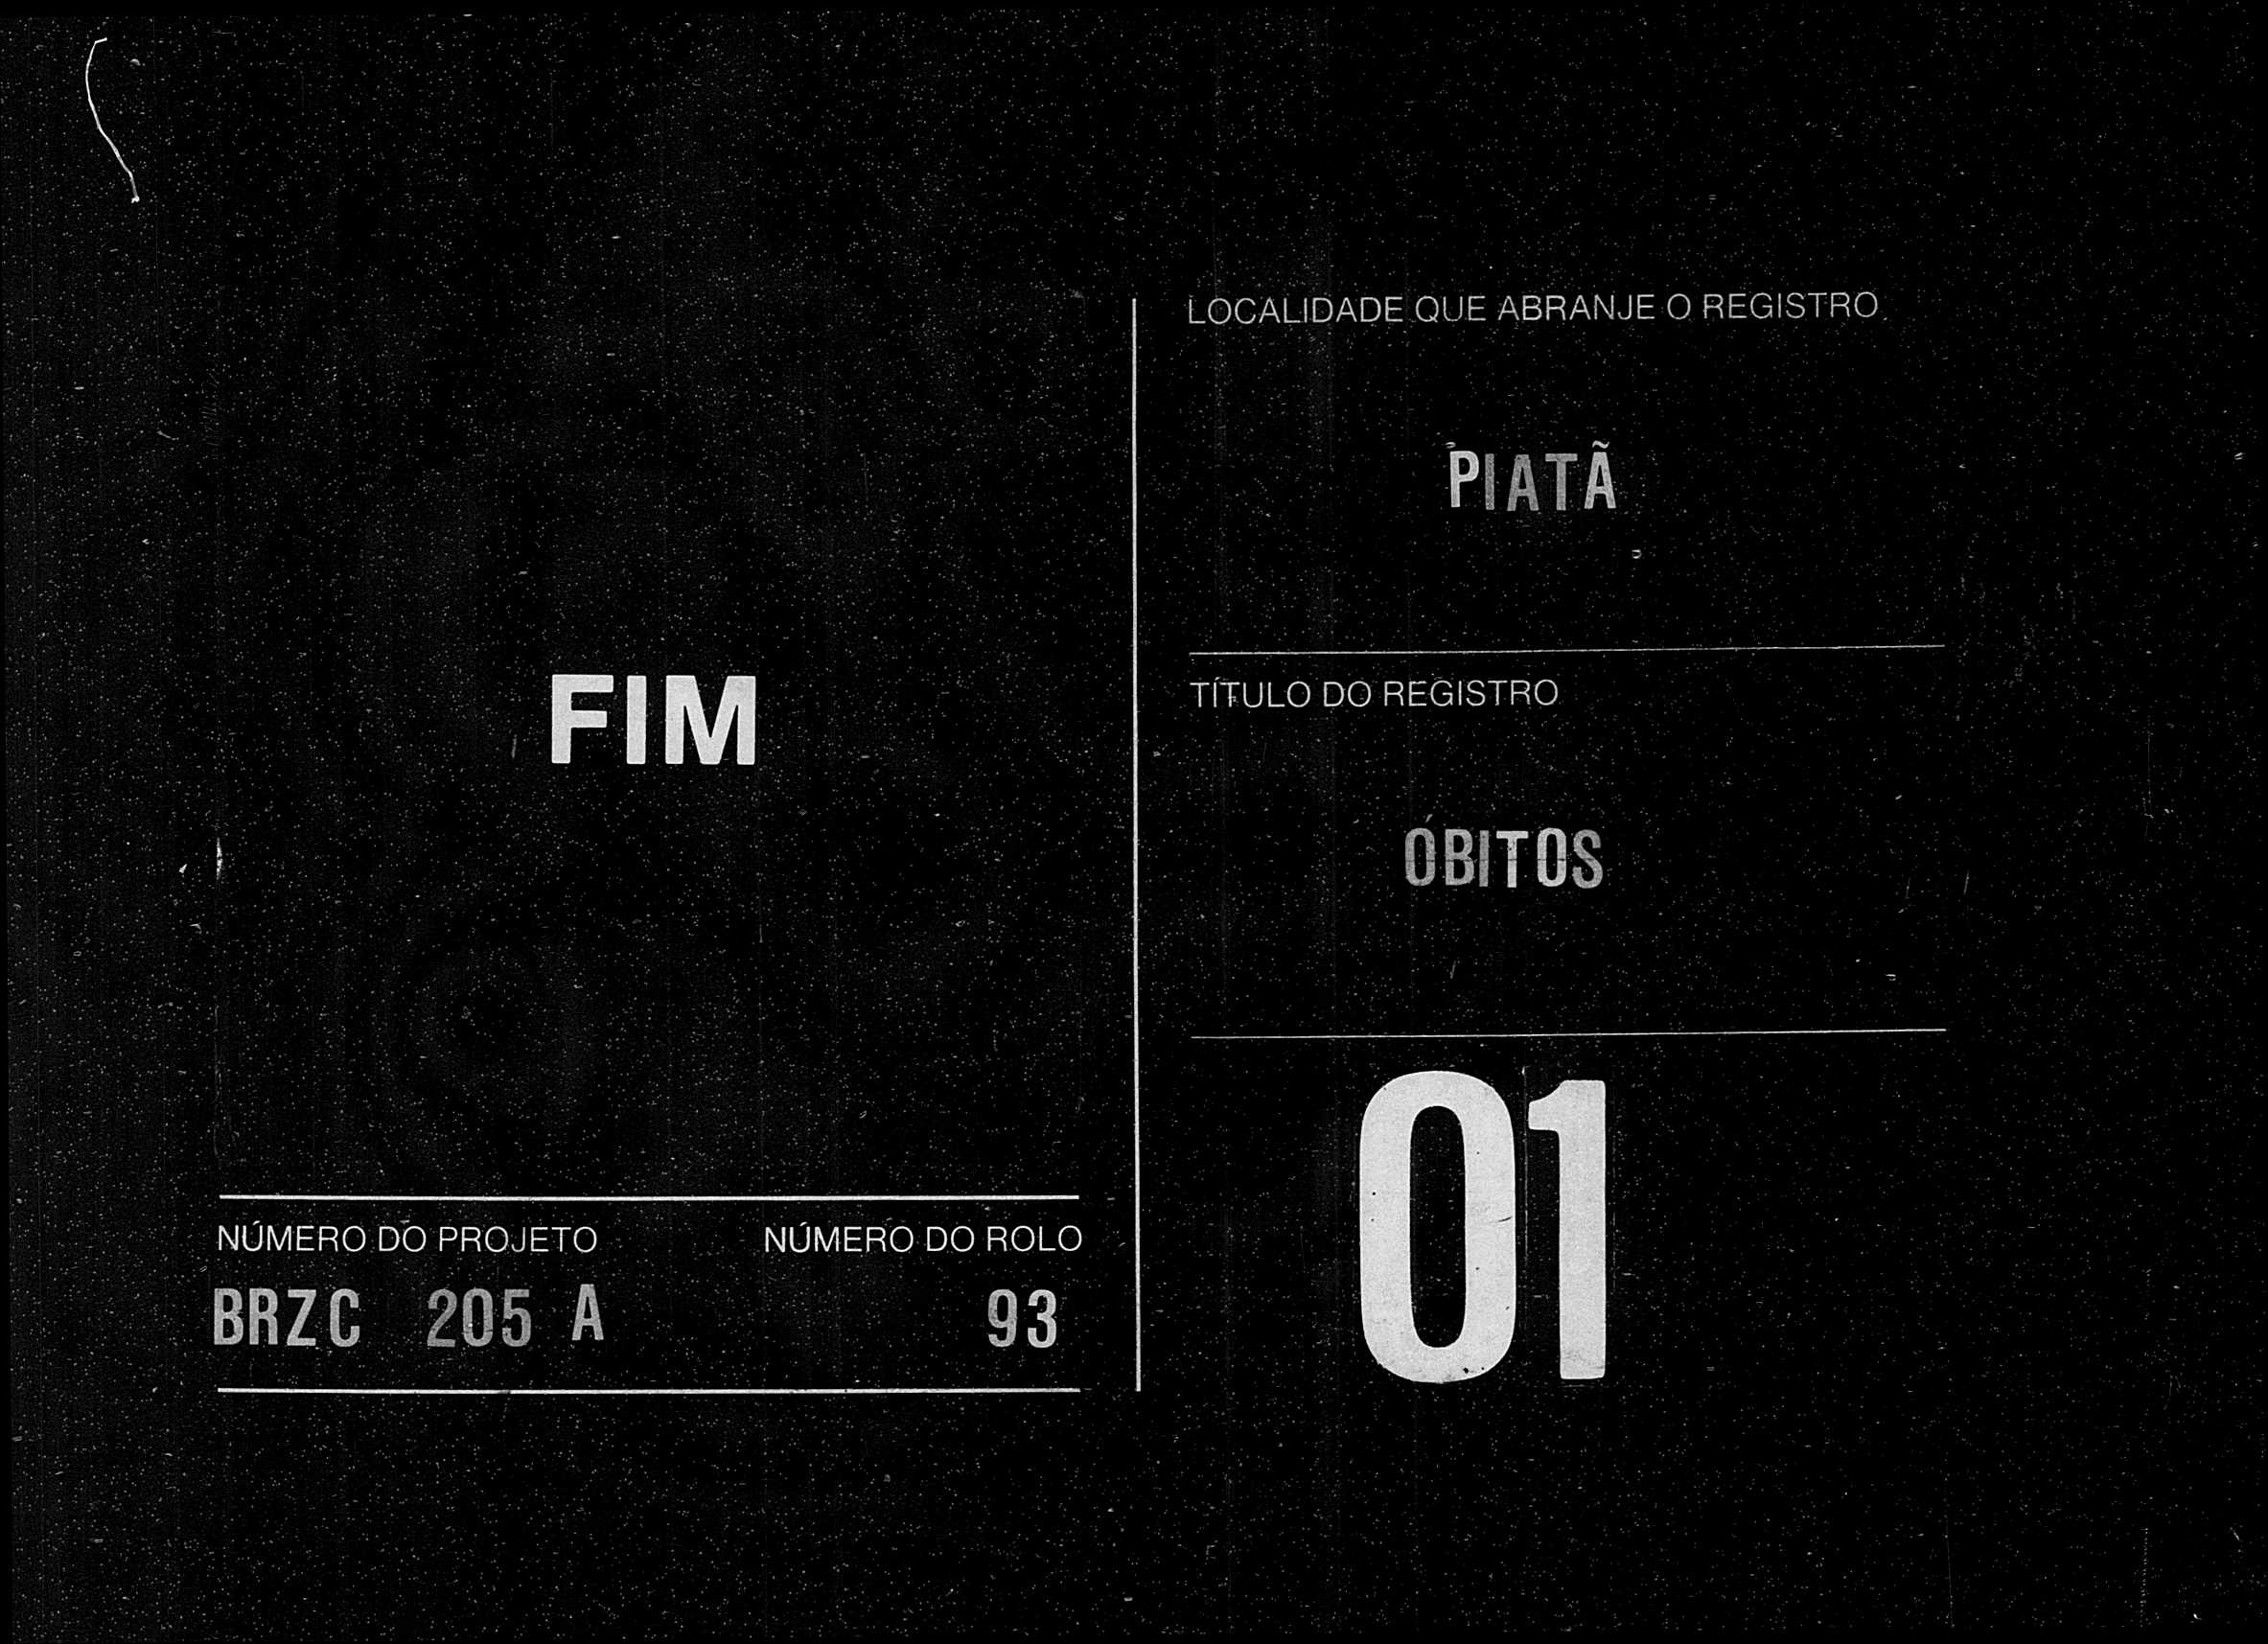 FIM
NÚMERO DO PROJETO
BRZC 205 A
NÚMERO DO ROLO
93
LOCALIDADE QUE ABRANJE O REGISTRO
PIATÃ
TÍTULO DO REGISTRO
ÓBITOS
01